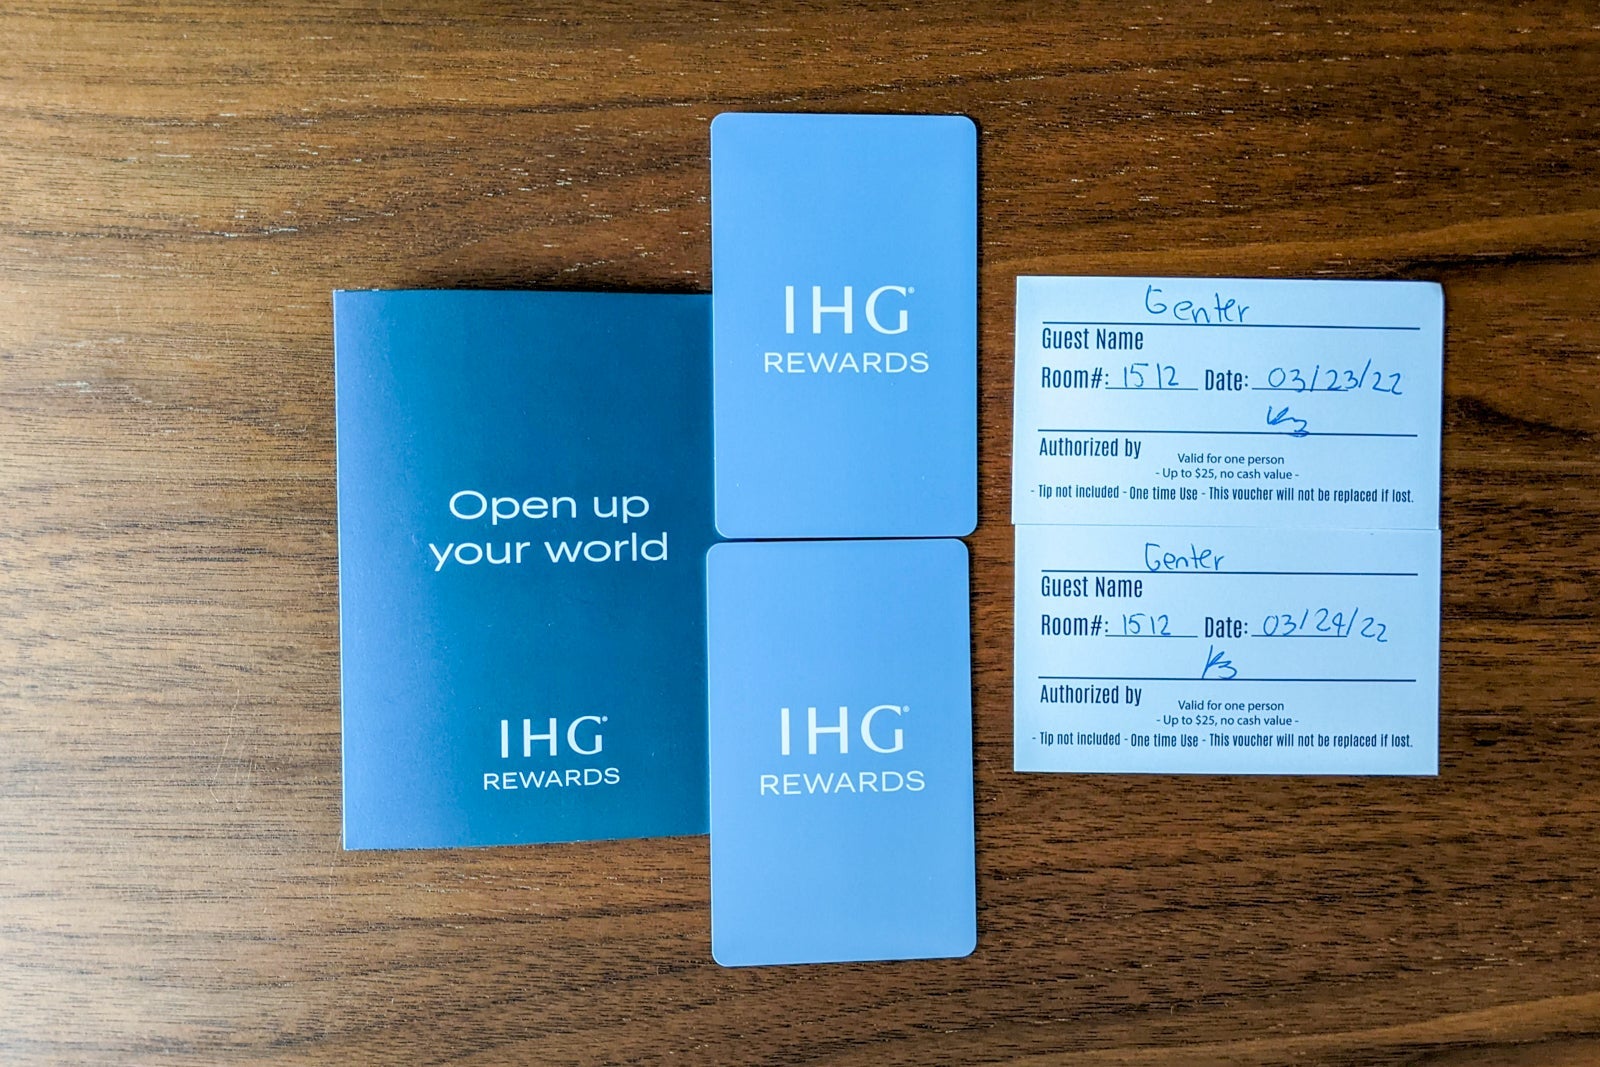 Open up
your world
IHG®
REWARDS
IHG®
REWARDS
IHG®
REWARDS
Genter
Guest Name
Room#: 1512 Date: 03/23/22
Authorized by
Valid for one person
- Up to $25, no cash value -
- Tip not included - One time Use - This voucher will not be replaced if lost.
Genter
Guest Name
Room#: 1512 Date: 03/24/22
Authorized by
Valid for one person
- Up to $25, no cash value -
- Tip not included - One time Use - This voucher will not be replaced if lost.